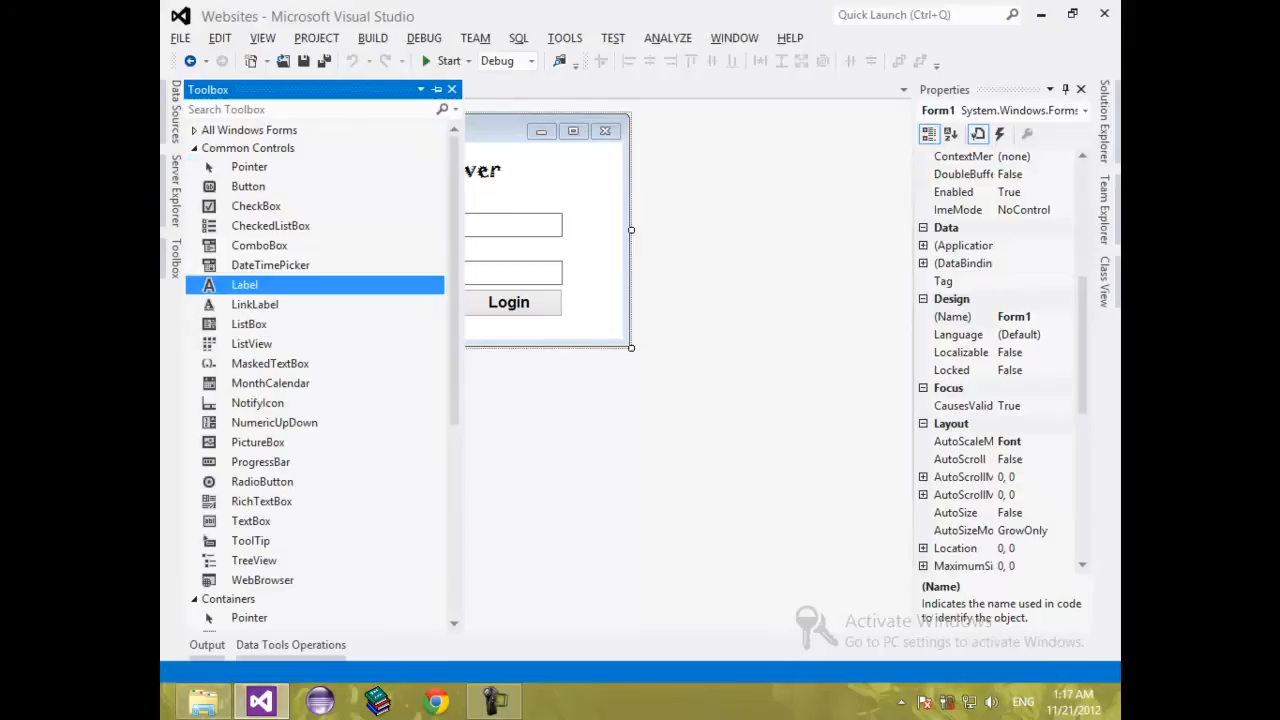 Websites - Microsoft Visual Studio
Quick Launch (Ctrl+Q)
FILE EDIT VIEW PROJECT BUILD DEBUG TEAM SQL TOOLS TEST ANALYZE WINDOW HELP
Start Debug
Data Sources
Server Explorer
Toolbox
Toolbox
Search Toolbox
All Windows Forms
Common Controls
Pointer
Button
CheckBox
CheckedListBox
ComboBox
DateTimePicker
Label
LinkLabel
ListBox
ListView
MaskedTextBox
MonthCalendar
NotifyIcon
NumericUpDown
PictureBox
ProgressBar
RadioButton
RichTextBox
TextBox
ToolTip
TreeView
WebBrowser
Containers
Pointer
ver
Login
Properties
Form1 System.Windows.Forms
ContextMer (none)
DoubleBuffe False
Enabled True
ImeMode NoControl
Data
(Application
(DataBindin
Tag
Design
(Name) Form1
Language (Default)
Localizable False
Locked False
Focus
CausesValid True
Layout
AutoScaleM Font
AutoScroll False
AutoScrollM 0, 0
AutoScrollM 0, 0
AutoSize False
AutoSizeMo GrowOnly
Location 0, 0
MaximumSi 0, 0
(Name)
Indicates the name used in code
to identify the object.
Solution Explorer
Team Explorer
Class View
Activate Windows
Go to PC settings to activate Windows.
Output Data Tools Operations
ENG
1:17 AM
11/21/2012